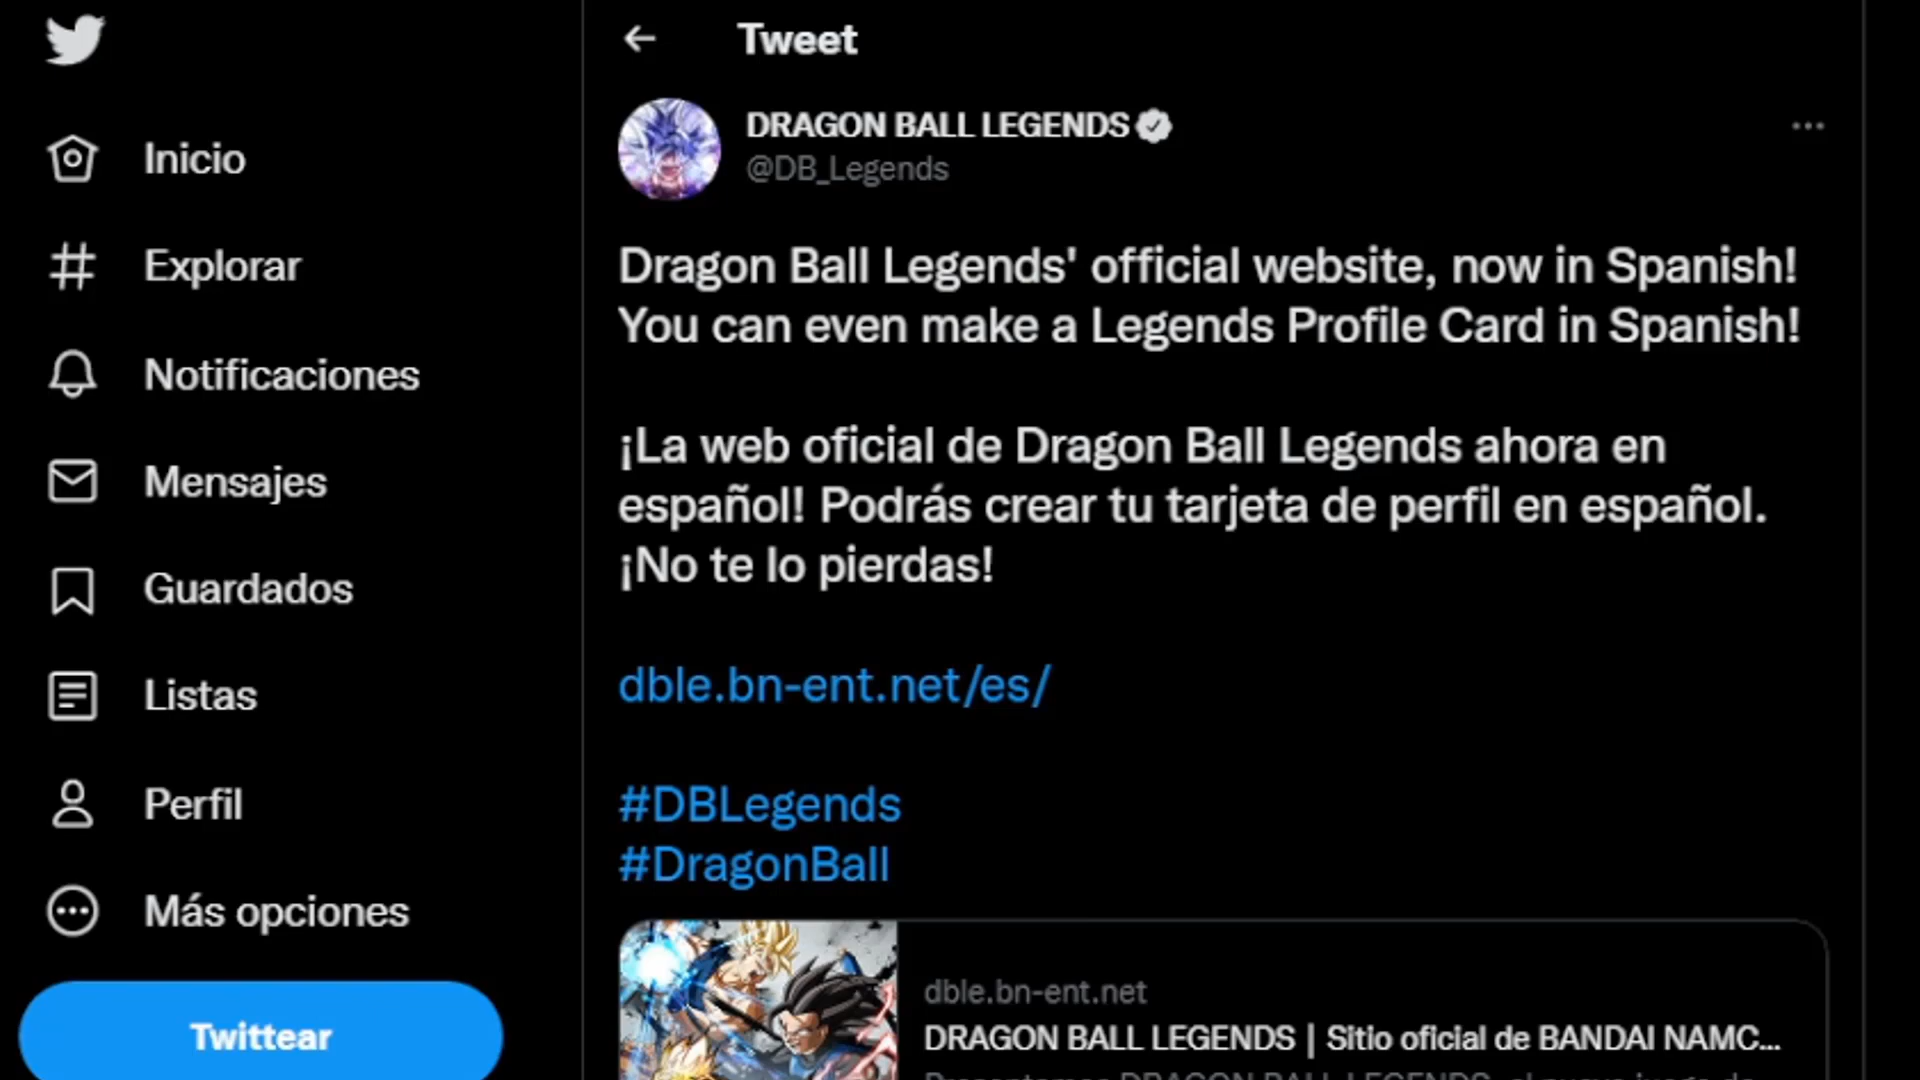 Inicio
Explorar
Notificaciones
Mensajes
Guardados
Listas
Perfil
Más opciones
Twittear
Tweet
DRAGON BALL LEGENDS
@DB_Legends
Dragon Ball Legends' official website, now in Spanish!
You can even make a Legends Profile Card in Spanish!
¡La web oficial de Dragon Ball Legends ahora en
español! Podrás crear tu tarjeta de perfil en español.
¡No te lo pierdas!
dble.bn-ent.net/es/
#DBLegends
#DragonBall
dble.bn-ent.net
DRAGON BALL LEGENDS | Sitio oficial de BANDAI NAMC...